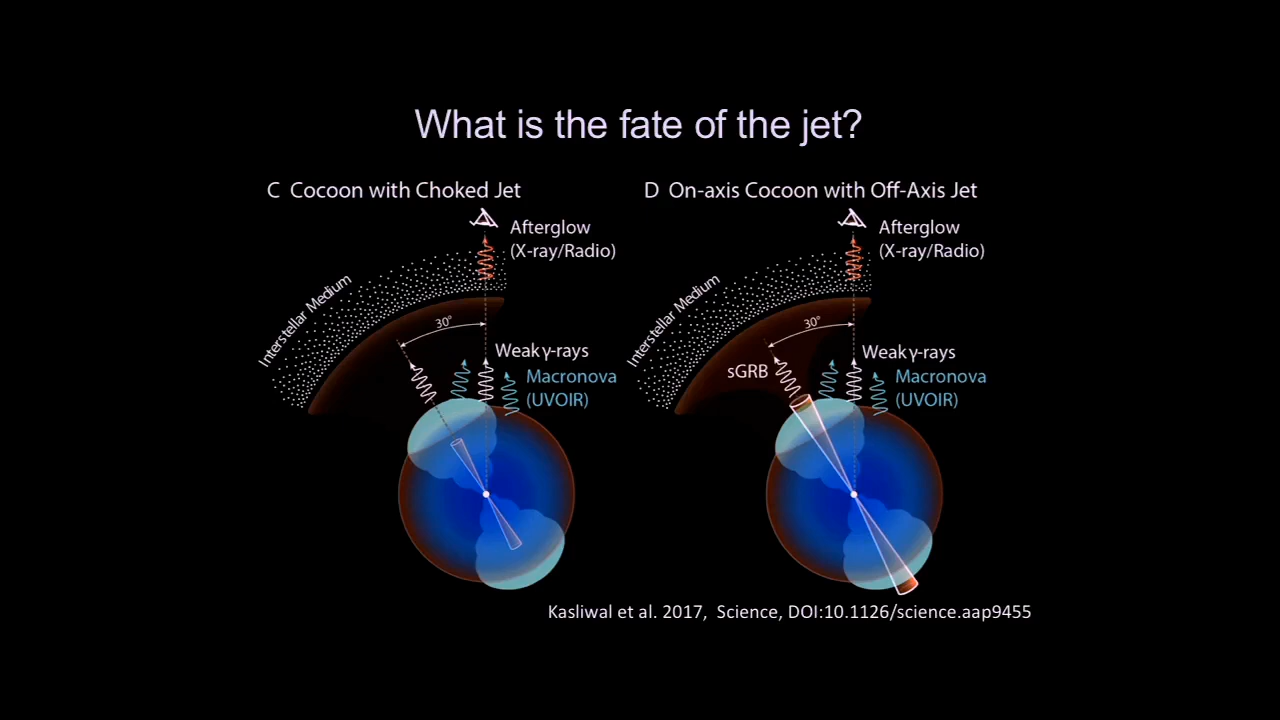 What is the fate of the jet?
C Cocoon with Choked Jet
Afterglow
(X-ray/Radio)
Interstellar Medium
30°
Weak γ-rays
Macronova
(UVOIR)
D On-axis Cocoon with Off-Axis Jet
Afterglow
(X-ray/Radio)
Interstellar Medium
30°
Weak γ-rays
sGRB
Macronova
(UVOIR)
Kasliwal et al. 2017, Science, DOI:10.1126/science.aap9455